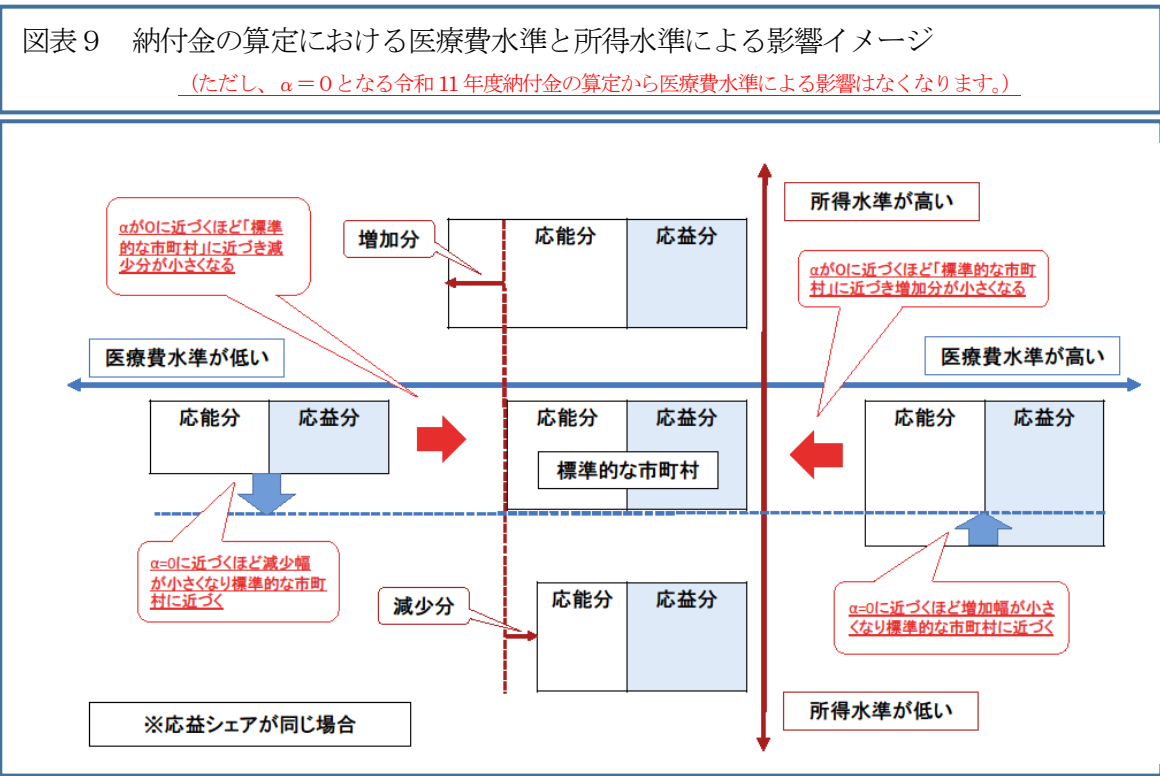 図表９　納付金の算定における医療費水準と所得水準による影響イメージ
（ただし、α＝０となる令和 11 年度納付金の算定から医療費水準による影響はなくなります。）
所得水準が高い
αが0に近づくほど「標準
的な市町村」に近づき減
少分が小さくなる
増加分
応能分
応益分
αが0に近づくほど「標準的な市町
村」に近づき増加分が小さくなる
医療費水準が低い
医療費水準が高い
応能分
応益分
応能分
応益分
標準的な市町村
応能分
応益分
α=0に近づくほど減少幅
が小さくなり標準的な市町
村に近づく
減少分
応能分
応益分
α=0に近づくほど増加幅が小さ
くなり標準的な市町村に近づく
※応益シェアが同じ場合
所得水準が低い